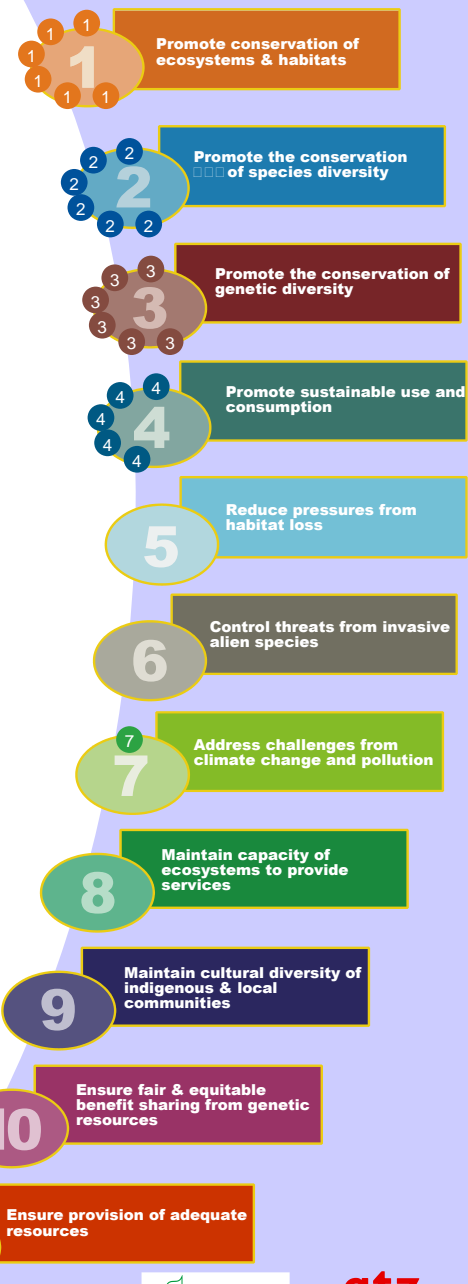 1
1
1
1
1
1
1
Promote conservation of
ecosystems & habitats
2
2
2
2
2
2
2
Promote the conservation
of species diversity
3
3
3
3
3
3
3
Promote the conservation of
genetic diversity
4
4
4
4
4
4
Promote sustainable use and
consumption
5
Reduce pressures from
habitat loss
6
Control threats from invasive
alien species
7
7
Address challenges from
climate change and pollution
8
Maintain capacity of
ecosystems to provide
services
9
Maintain cultural diversity of
indigenous & local
communities
10
Ensure fair & equitable
benefit sharing from genetic
resources
Ensure provision of adequate
resources
gtz